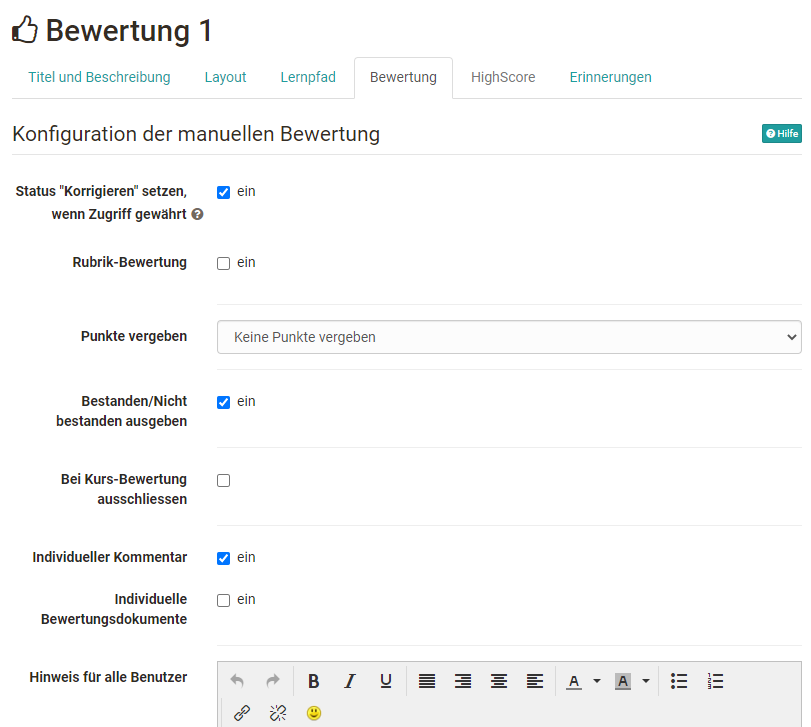 Bewertung 1
Titel und Beschreibung Layout Lernpfad Bewertung HighScore Erinnerungen
Konfiguration der manuellen Bewertung
Hilfe
Status "Korrigieren" setzen,
wenn Zugriff gewährt
ein
Rubrik-Bewertung
ein
Punkte vergeben
Keine Punkte vergeben
Bestanden/Nicht
bestanden ausgeben
ein
Bei Kurs-Bewertung
ausschliessen
Individueller Kommentar
ein
Individuelle
Bewertungsdokumente
ein
Hinweis für alle Benutzer
B I U A A